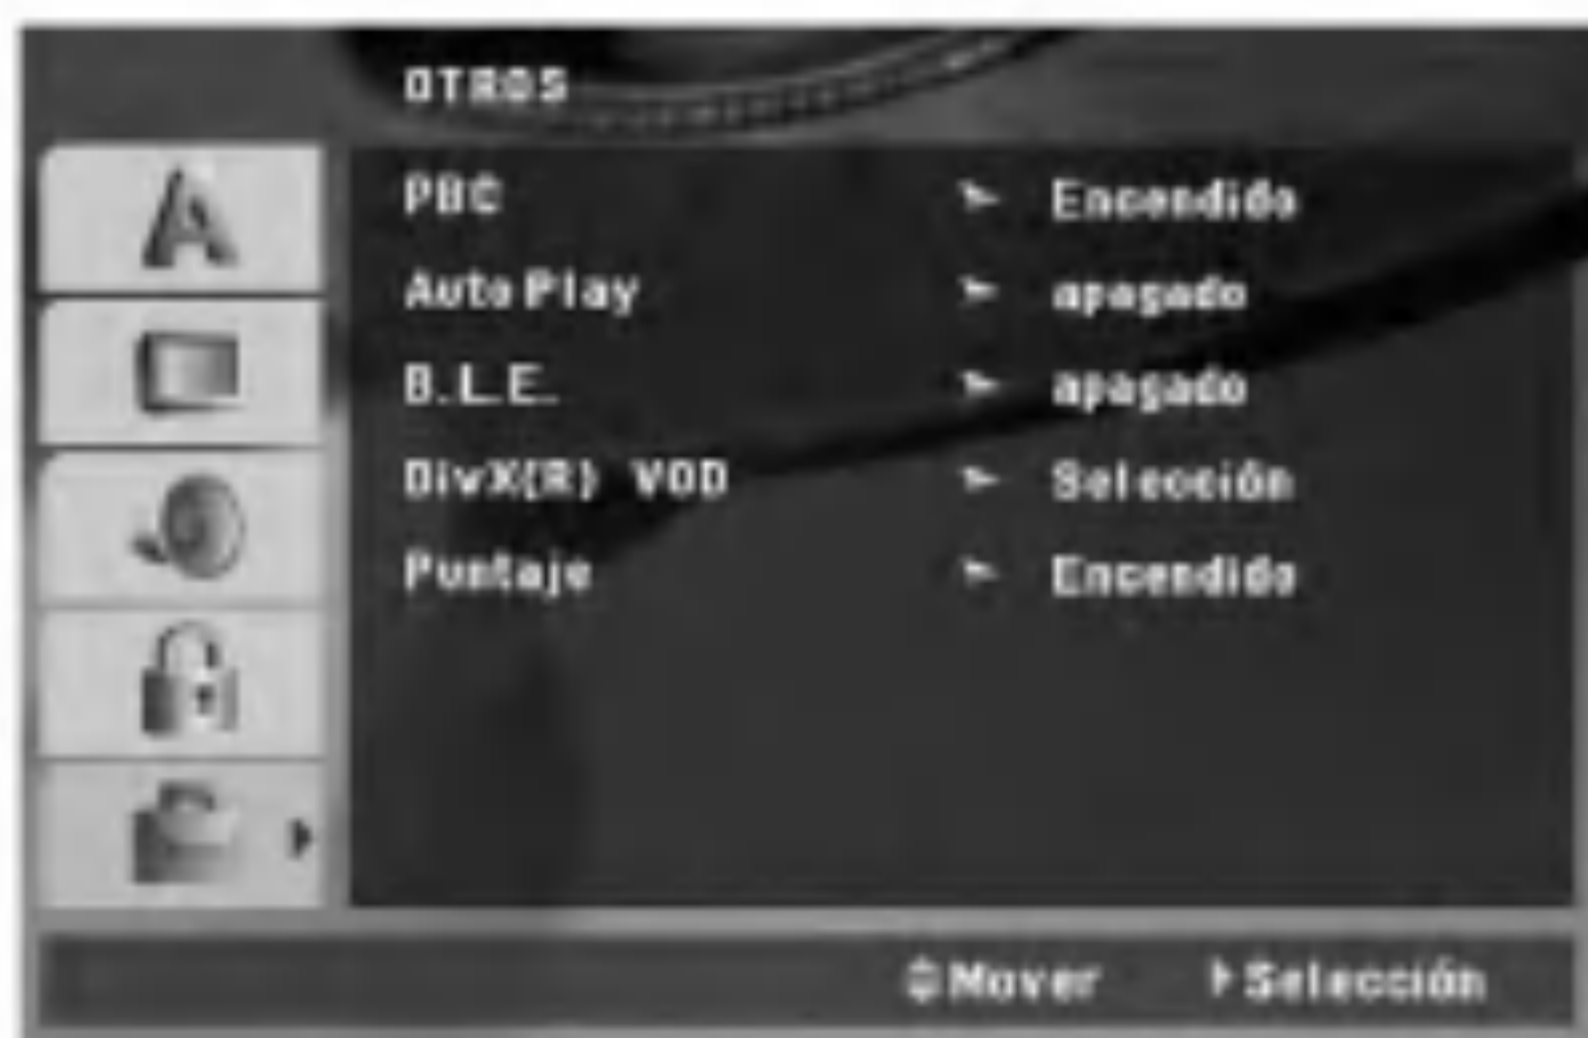 OTROS
PBC Encendido
Auto Play apagado
B.L.E. apagado
DivX(R) VOD Selección
Puntaje Encendido
Mover Selección